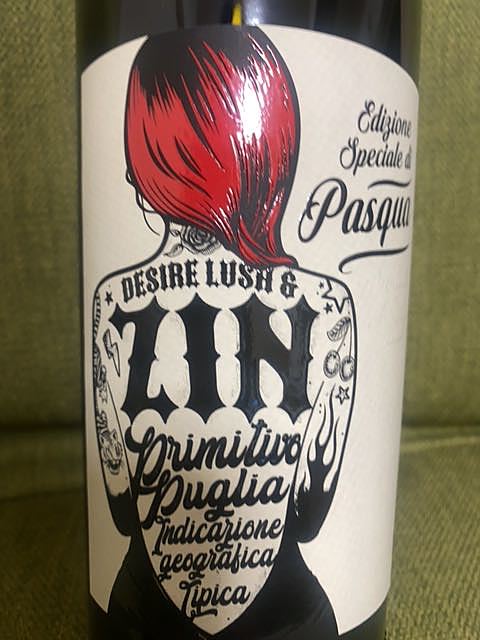 Edizione
Speciale di
Pasqua
DESIRE LUSH &
ZIN
Primitivo
Puglia
Indicazione
geografica
Tipica